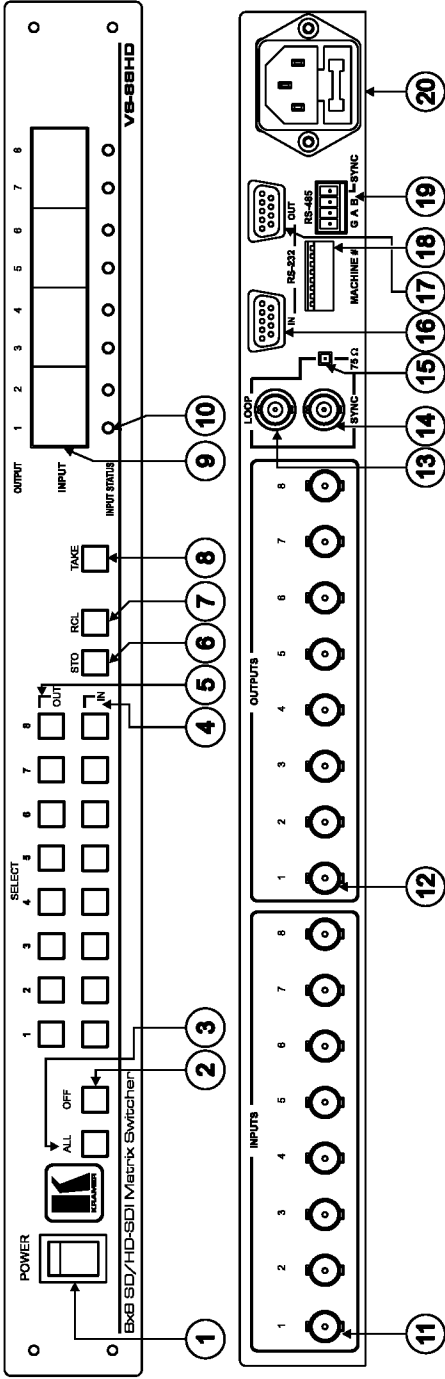 POWER
KRAMER
8x8 SD/HD-SDI Matrix Switcher
ALL
OFF
SELECT
1 2 3 4 5 6 7 8
OUT
IN
STO
RCL
TAKE
OUTPUT
1 2 3 4 5 6 7 8
INPUT
INPUT STATUS
VS-88HD
1
2
3
4
5
6
7
8
9
10
INPUTS
1 2 3 4 5 6 7 8
OUTPUTS
1 2 3 4 5 6 7 8
LOOP
SYNC
75 Ω
IN
RS-232
OUT
MACHINE #
RS-485
G A B
SYNC
11
12
13
14
15
16
17
18
19
20